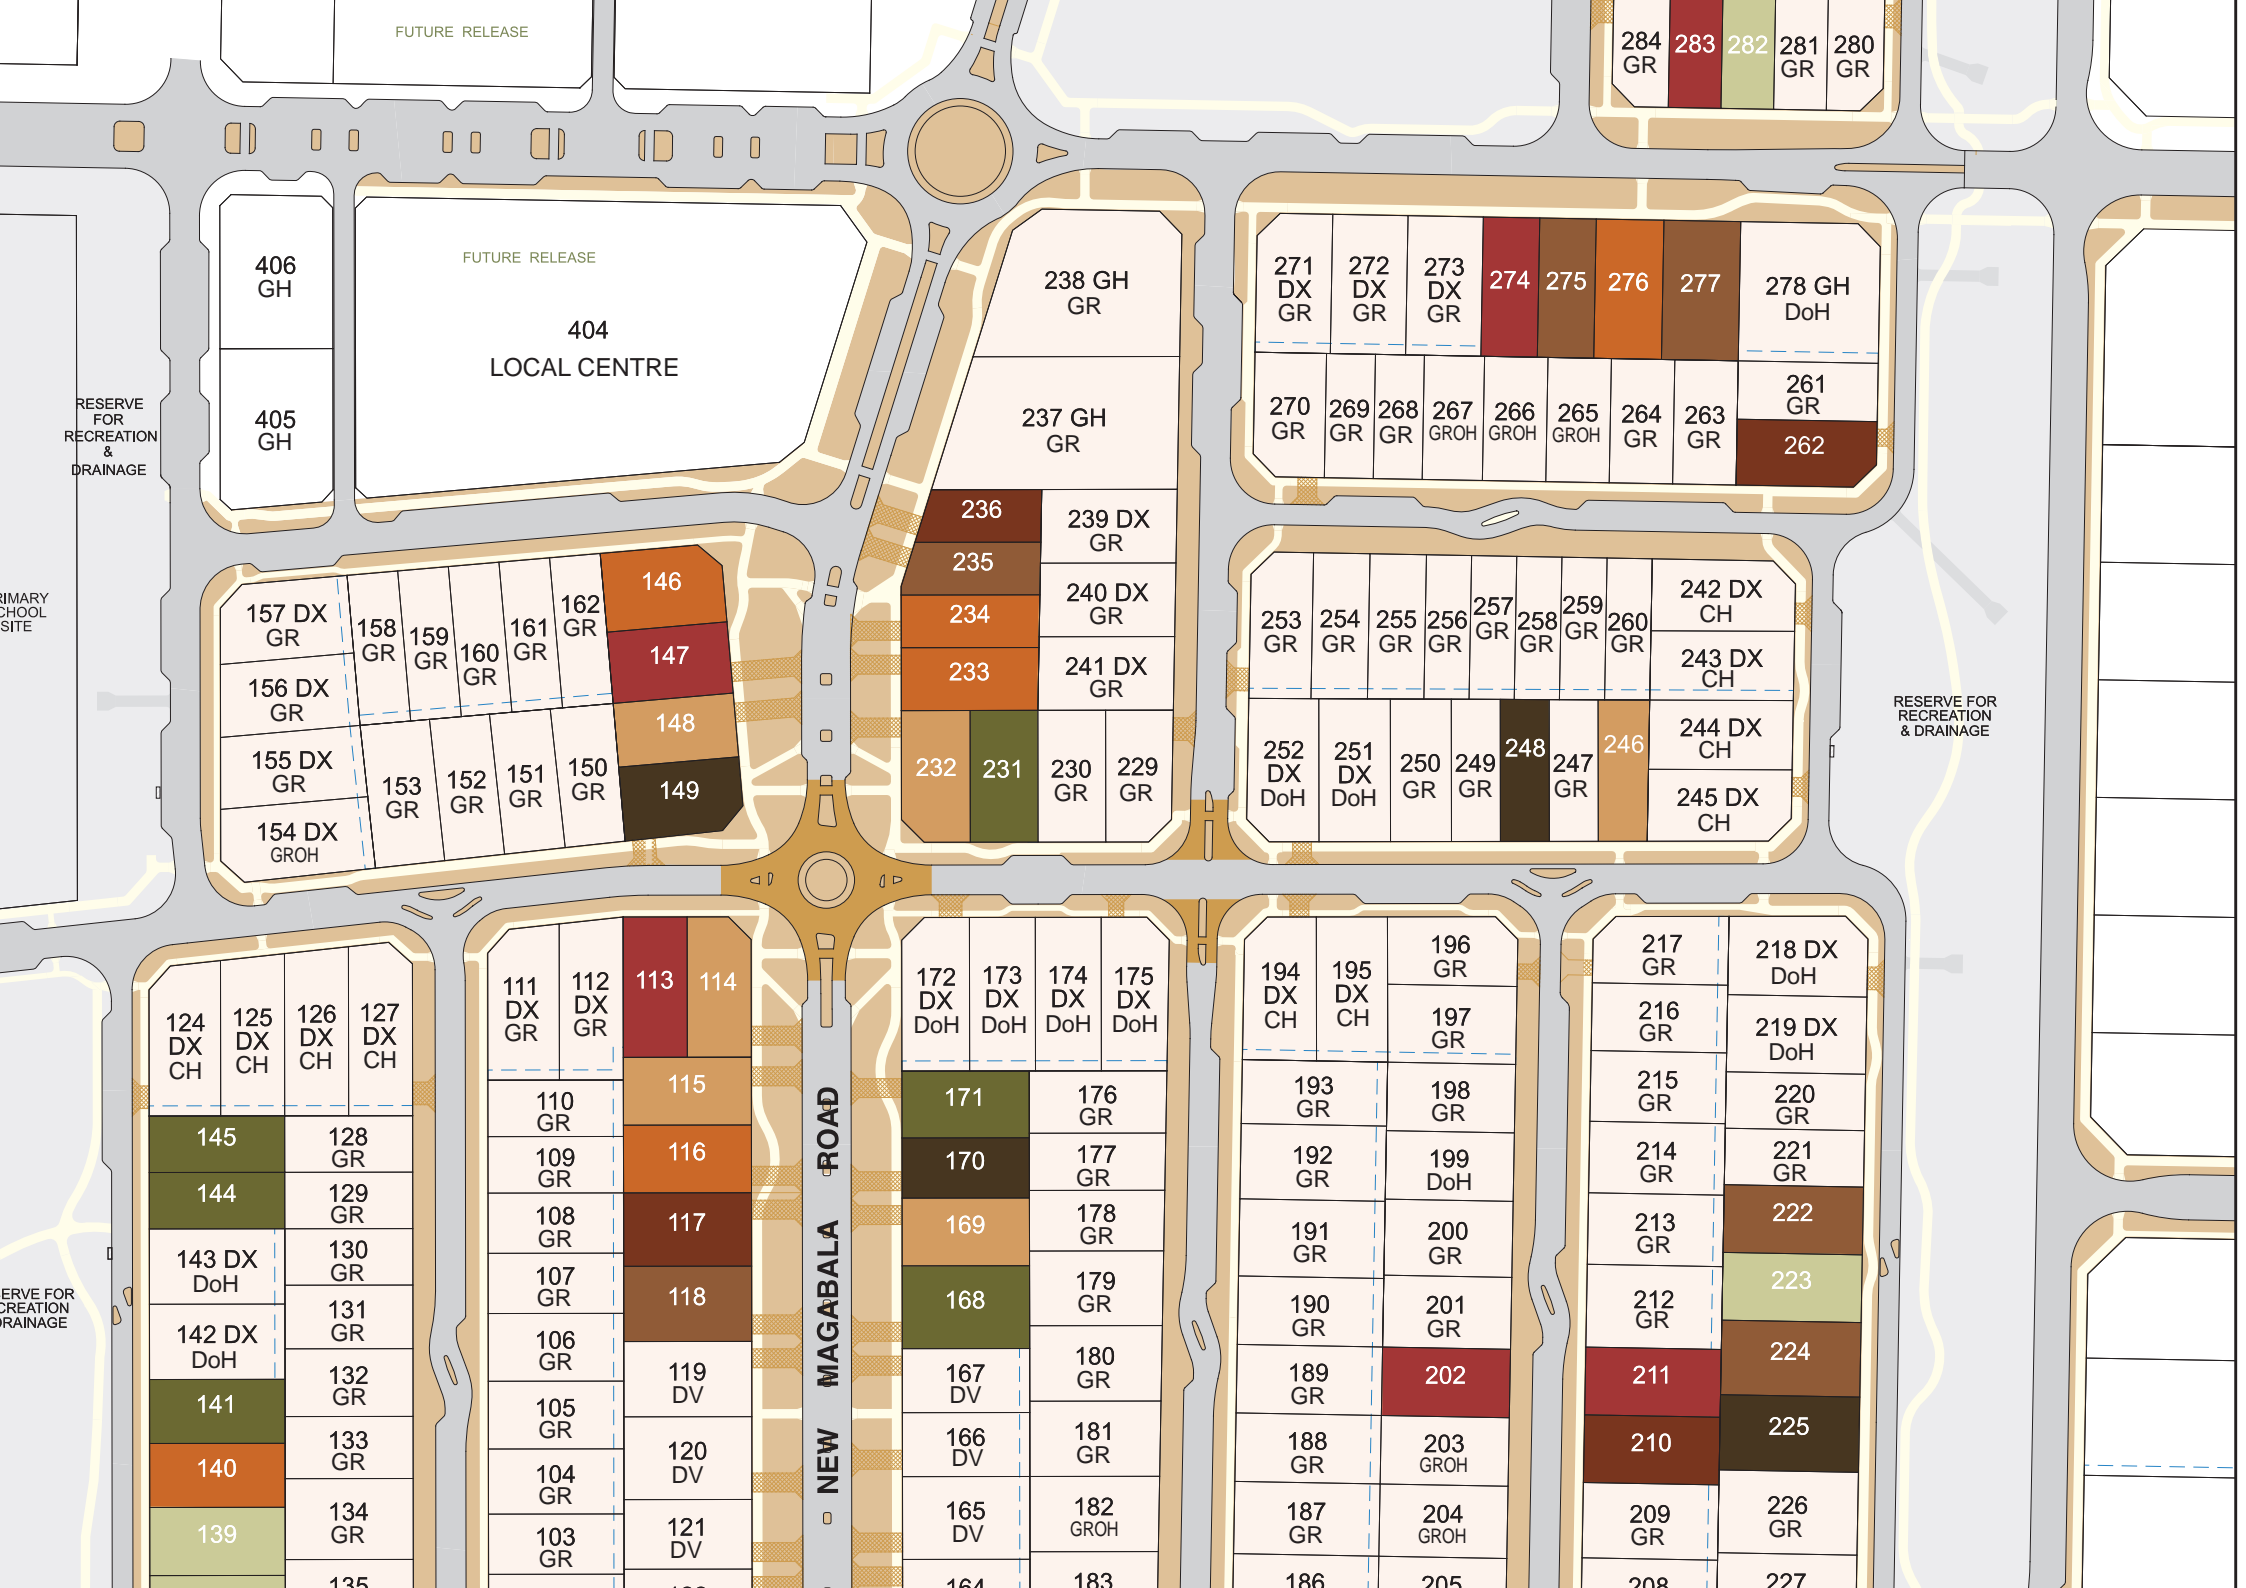 FUTURE RELEASE
284
GR
283
282
281
GR
280
GR
406
GH
405
GH
FUTURE RELEASE
404
LOCAL CENTRE
RESERVE
FOR
RECREATION
&
DRAINAGE
238 GH
GR
237 GH
GR
236
235
234
233
232
231
239 DX
GR
240 DX
GR
241 DX
GR
230
GR
229
GR
271
DX
GR
272
DX
GR
273
DX
GR
274
275
276
277
278 GH
DoH
270
GR
269
GR
268
GR
267
GROH
266
GROH
265
GROH
264
GR
263
GR
261
GR
262
253
GR
254
GR
255
GR
256
GR
257
GR
258
GR
259
GR
260
GR
242 DX
CH
243 DX
CH
244 DX
CH
245 DX
CH
252
DX
DoH
251
DX
DoH
250
GR
249
GR
248
247
GR
246
RESERVE FOR
RECREATION
& DRAINAGE
SITE
157 DX
GR
156 DX
GR
155 DX
GR
154 DX
GROH
158
GR
159
GR
160
GR
161
GR
162
GR
146
147
148
149
153
GR
152
GR
151
GR
150
GR
124
DX
CH
125
DX
CH
126
DX
CH
127
DX
CH
145
144
143 DX
DoH
142 DX
DoH
141
140
139
128
GR
129
GR
130
GR
131
GR
132
GR
133
GR
134
GR
135
111
DX
GR
112
DX
GR
113
114
110
GR
109
GR
108
GR
107
GR
106
GR
105
GR
104
GR
103
GR
115
116
117
118
119
DV
120
DV
121
DV
NEW MAGABALA ROAD
172
DX
DoH
173
DX
DoH
174
DX
DoH
175
DX
DoH
171
170
169
168
167
DV
166
DV
165
DV
164
176
GR
177
GR
178
GR
179
GR
180
GR
181
GR
182
GROH
183
194
DX
CH
195
DX
CH
196
GR
197
GR
193
GR
192
GR
191
GR
190
GR
189
GR
188
GR
187
GR
186
198
GR
199
DoH
200
GR
201
GR
202
203
GROH
204
GROH
205
217
GR
216
GR
215
GR
214
GR
213
GR
212
GR
211
210
209
GR
208
218 DX
DoH
219 DX
DoH
220
GR
221
GR
222
223
224
225
226
GR
227